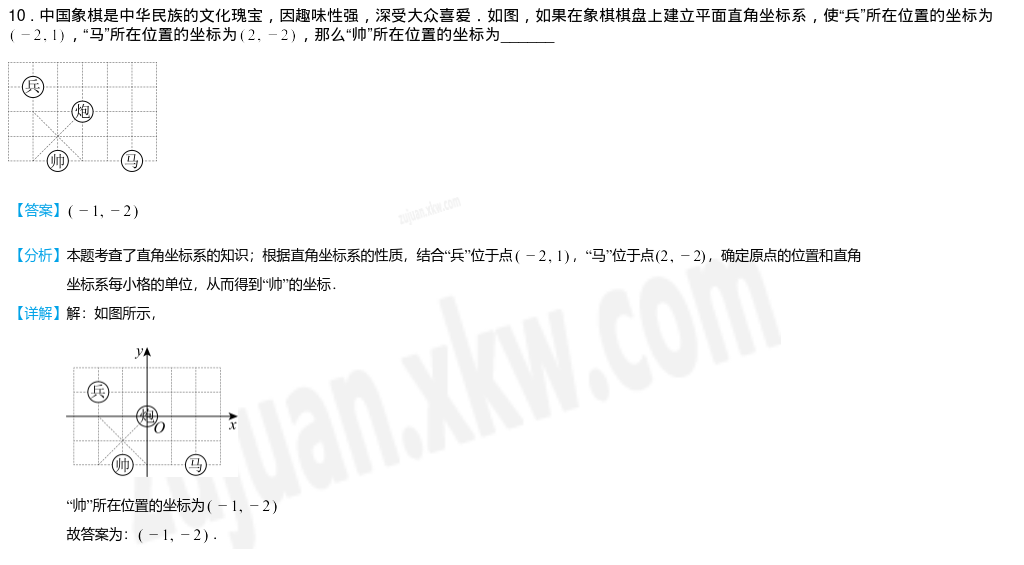 10．中国象棋是中华民族的文化瑰宝，因趣味性强，深受大众喜爱．如图，如果在象棋棋盘上建立平面直角坐标系，使“兵”所在位置的坐标为
(－2, 1)，“马”所在位置的坐标为(2, －2)，那么“帅”所在位置的坐标为_______
兵
炮
帅
马
【答案】(－1, －2)
zujuan.xkw.com
【分析】本题考查了直角坐标系的知识；根据直角坐标系的性质，结合“兵”位于点(－2, 1)，“马”位于点(2, －2)，确定原点的位置和直角
坐标系每小格的单位，从而得到“帅”的坐标．
【详解】解：如图所示，
y
兵
炮
O
x
帅
马
“帅”所在位置的坐标为(－1, －2)
故答案为：(－1, －2)．
zujuan.xkw.com